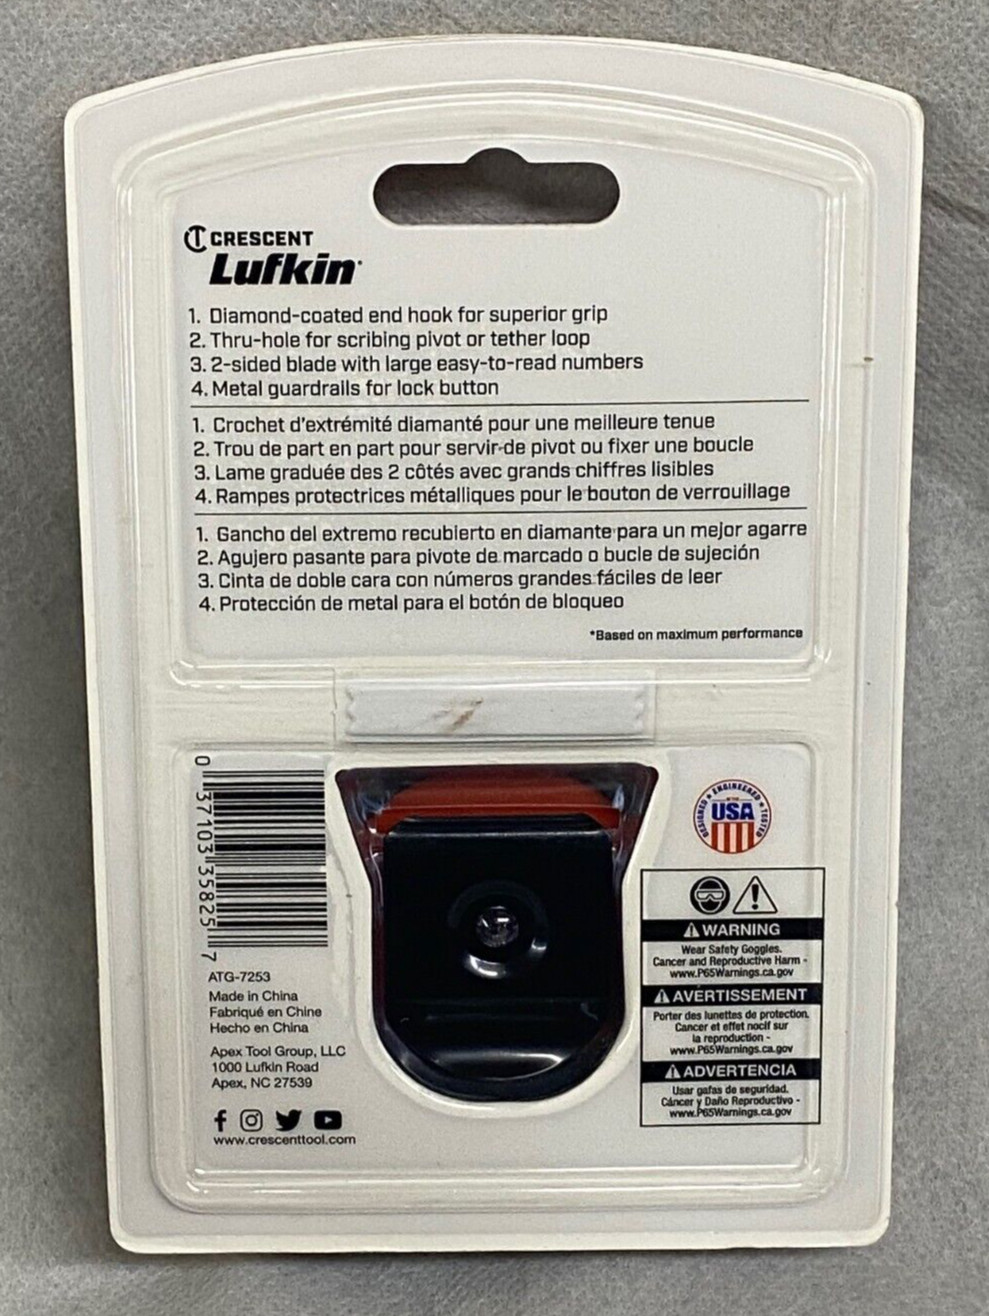 CRESCENT
Lufkin
1. Diamond-coated end hook for superior grip
2. Thru-hole for scribing pivot or tether loop
3. 2-sided blade with large easy-to-read numbers
4. Metal guardrails for lock button
1. Crochet d'extrémité diamanté pour une meilleure tenue
2. Trou de part en part pour servir de pivot ou fixer une boucle
3. Lame graduée des 2 côtés avec grands chiffres lisibles
4. Rampes protectrices métalliques pour le bouton de verrouillage
1. Gancho del extremo recubierto en diamante para un mejor agarre
2. Agujero pasante para pivote de marcado o bucle de sujeción
3. Cinta de doble cara con números grandes fáciles de leer
4. Protección de metal para el botón de bloqueo
*Based on maximum performance
0 37103 35825 7
ATG-7253
Made in China
Fabriqué en Chine
Hecho en China
Apex Tool Group, LLC
1000 Lufkin Road
Apex, NC 27539
www.crescenttool.com
DESIGNED ★ ENGINEERED ★ TESTED
IN THE
USA
WARNING
Wear Safety Goggles.
Cancer and Reproductive Harm -
www.P65Warnings.ca.gov
AVERTISSEMENT
Porter des lunettes de protection.
Cancer et effet nocif sur
la reproduction -
www.P65Warnings.ca.gov
ADVERTENCIA
Usar gafas de seguridad.
Cáncer y Daño Reproductivo -
www.P65Warnings.ca.gov